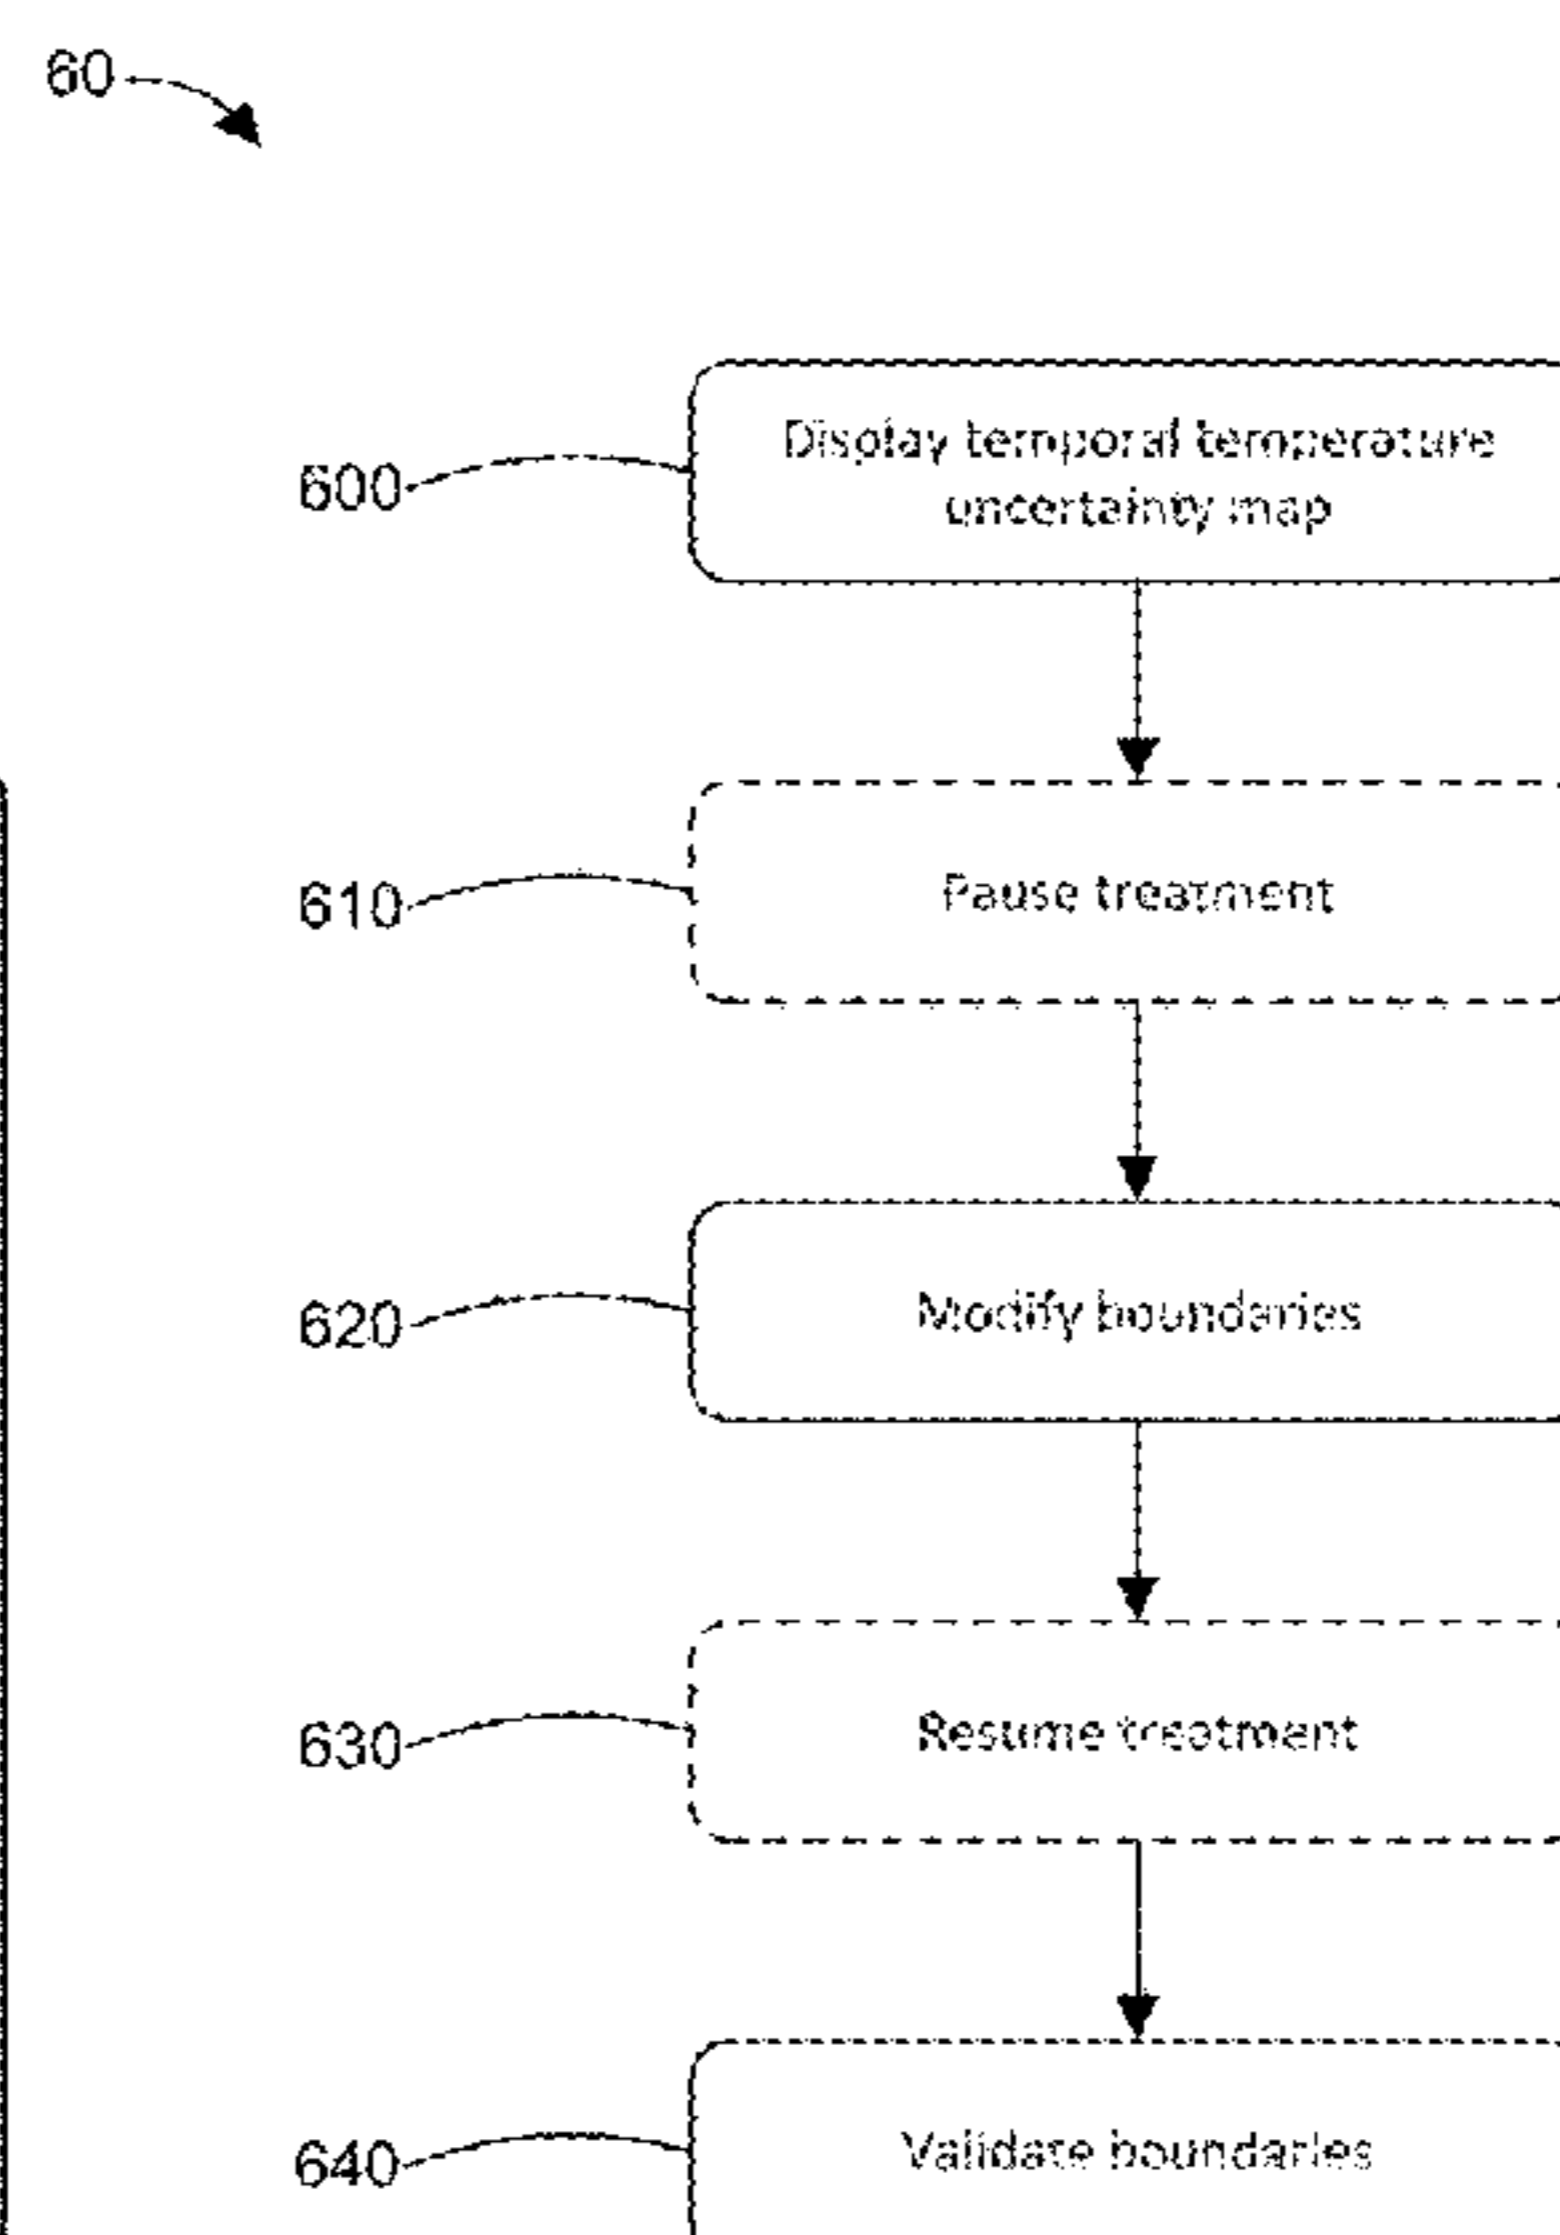 60
600
Display temporal temperature
uncertainty map
610
Pause treatment
620
Modify boundaries
630
Resume treatment
640
Validate boundaries